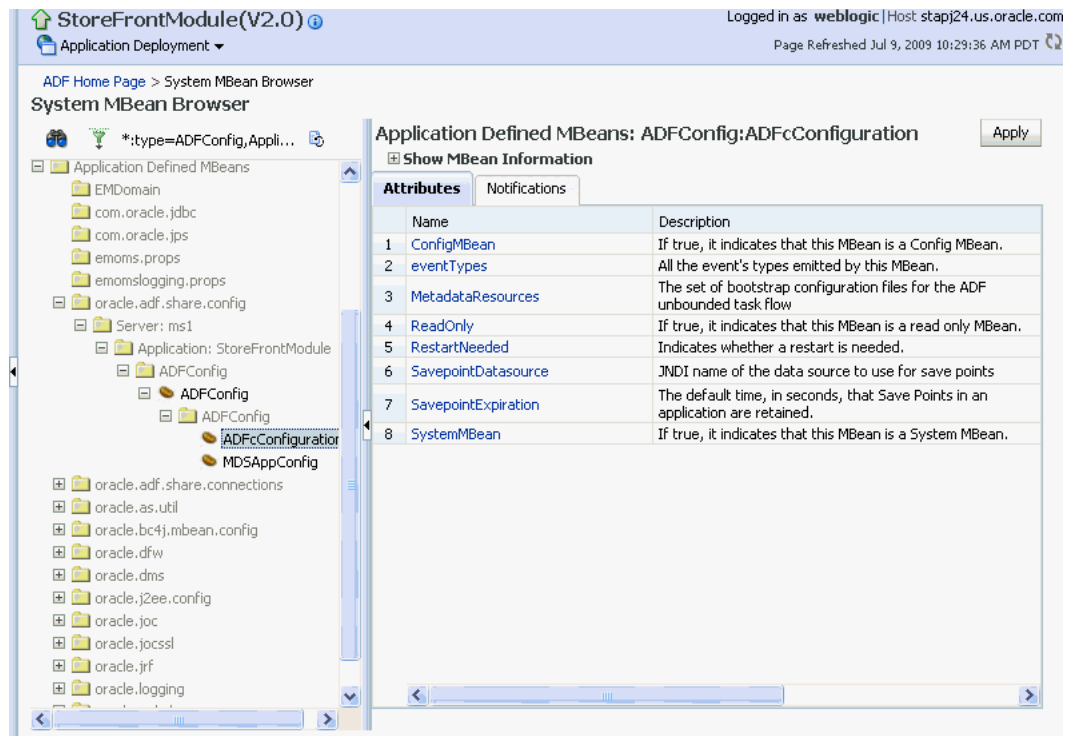 StoreFrontModule(V2.0)
Logged in as weblogic|Host stapj24.us.oracle.com
Application Deployment
Page Refreshed Jul 9, 2009 10:29:36 AM PDT
ADF Home Page > System MBean Browser
System MBean Browser
*:type=ADFConfig,Appli...
Application Defined MBeans
EMDomain
com.oracle.jdbc
com.oracle.jps
emoms.props
emomslogging.props
oracle.adf.share.config
Server: ms1
Application: StoreFrontModule
ADFConfig
ADFConfig
ADFConfig
ADFcConfiguration
MDSAppConfig
oracle.adf.share.connections
oracle.as.util
oracle.bc4j.mbean.config
oracle.dfw
oracle.dms
oracle.j2ee.config
oracle.joc
oracle.jocssl
oracle.jrf
oracle.logging
Application Defined MBeans: ADFConfig:ADFcConfiguration
Apply
Show MBean Information
Attributes Notifications
Name Description
1 ConfigMBean If true, it indicates that this MBean is a Config MBean.
2 eventTypes All the event's types emitted by this MBean.
3 MetadataResources The set of bootstrap configuration files for the ADF
unbounded task flow
4 ReadOnly If true, it indicates that this MBean is a read only MBean.
5 RestartNeeded Indicates whether a restart is needed.
6 SavepointDatasource JNDI name of the data source to use for save points
7 SavepointExpiration The default time, in seconds, that Save Points in an
application are retained.
8 SystemMBean If true, it indicates that this MBean is a System MBean.